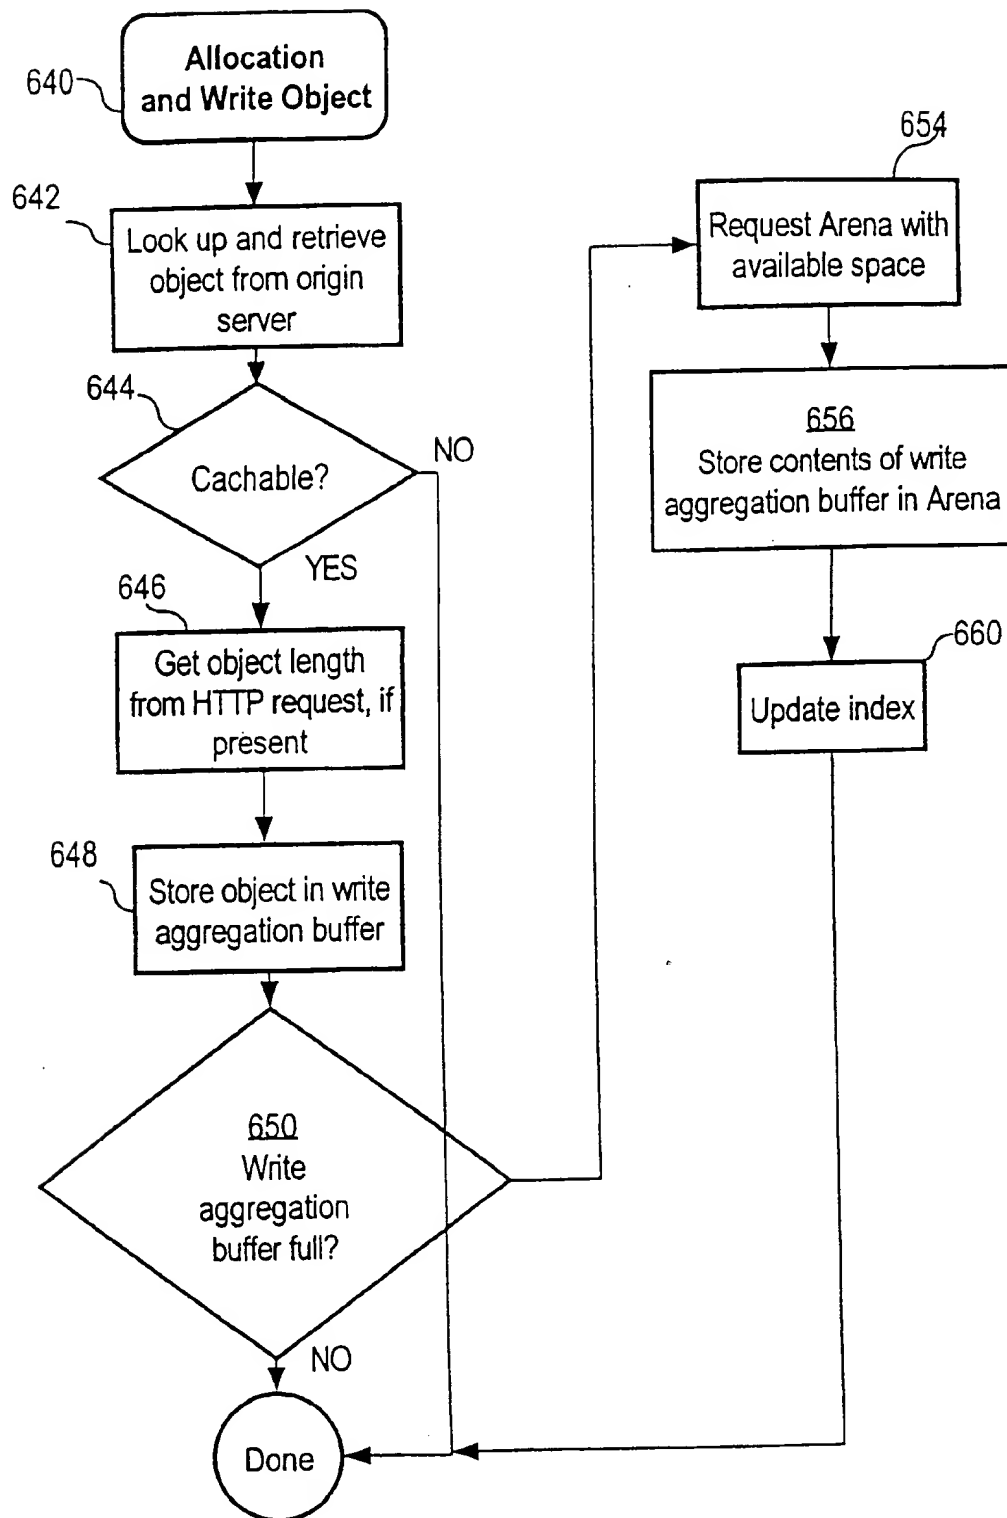 640
Allocation
and Write Object
642
Look up and retrieve
object from origin
server
644
Cachable?
NO
YES
646
Get object length
from HTTP request, if
present
648
Store object in write
aggregation buffer
650
Write
aggregation
buffer full?
NO
Done
654
Request Arena with
available space
656
Store contents of write
aggregation buffer in Arena
660
Update index